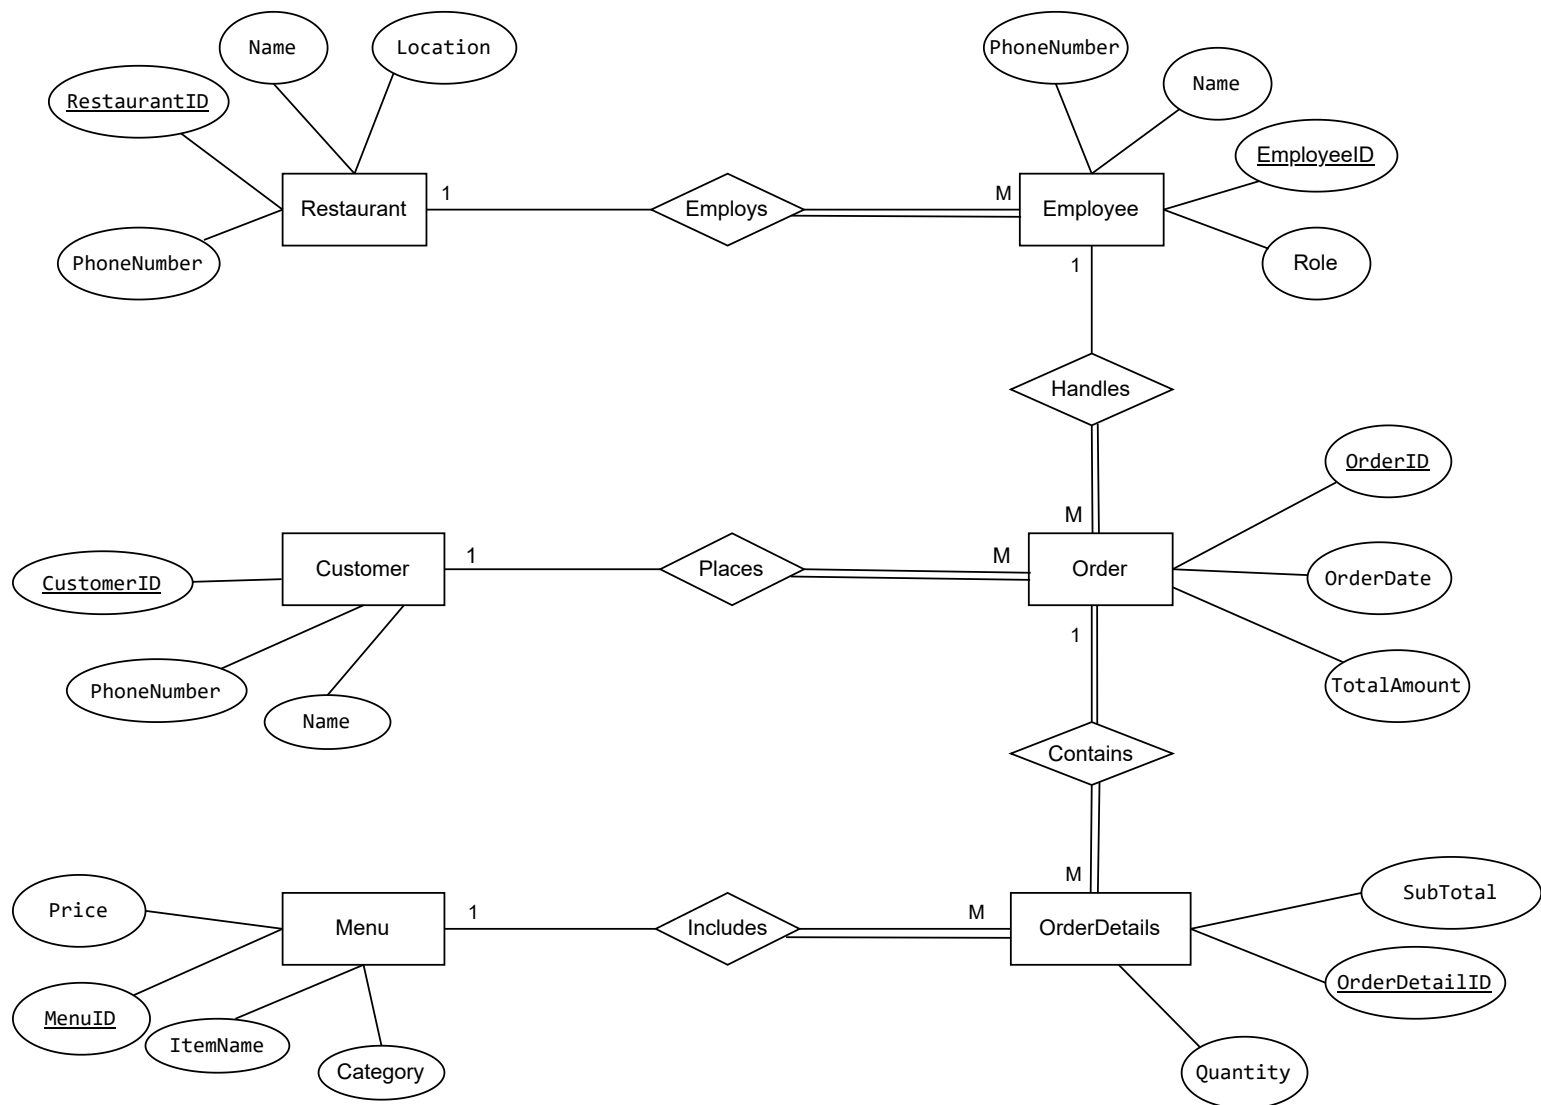 Name
Location
PhoneNumber
Name
RestaurantID
EmployeeID
Restaurant
1
Employs
M
Employee
PhoneNumber
1
Role
Handles
OrderID
M
Customer
1
Places
M
Order
OrderDate
CustomerID
1
PhoneNumber
TotalAmount
Name
Contains
M
SubTotal
Price
Menu
1
Includes
M
OrderDetails
OrderDetailID
MenuID
ItemName
Category
Quantity